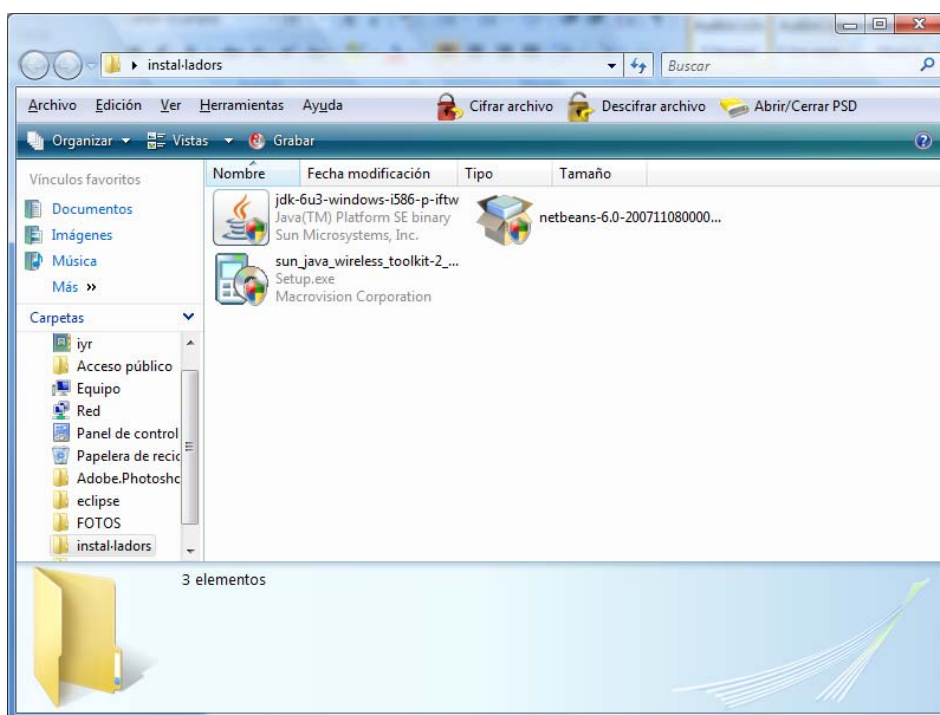 instal·ladors
Buscar
Archivo Edición Ver Herramientas Ayuda Cifrar archivo Descifrar archivo Abrir/Cerrar PSD
Organizar Vistas Grabar
Vínculos favoritos
Documentos
Imágenes
Música
Más »
Carpetas
iyr
Acceso público
Equipo
Red
Panel de control
Papelera de recic
Adobe.Photoshc
eclipse
FOTOS
instal·ladors
Nombre Fecha modificación Tipo Tamaño
jdk-6u3-windows-i586-p-iftw
Java(TM) Platform SE binary
Sun Microsystems, Inc.
netbeans-6.0-200711080000...
sun_java_wireless_toolkit-2_...
Setup.exe
Macrovision Corporation
3 elementos